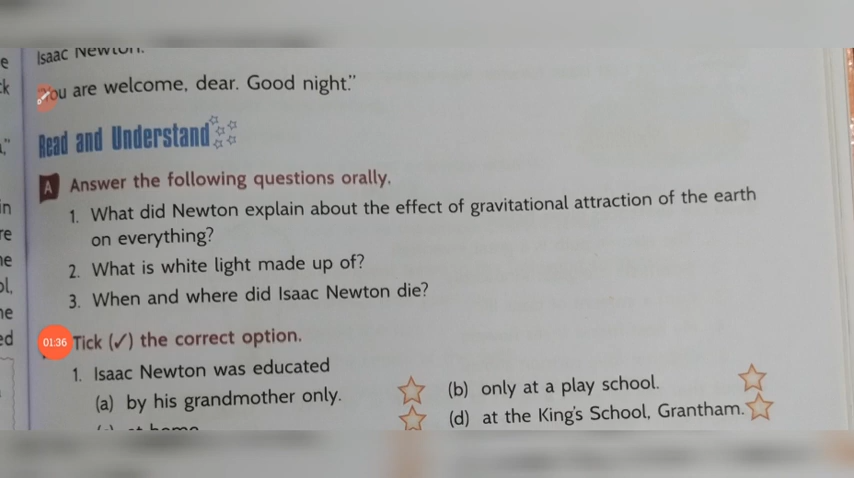 Isaac Newton.
You are welcome, dear. Good night."
Read and Understand
A Answer the following questions orally.
1. What did Newton explain about the effect of gravitational attraction of the earth
on everything?
2. What is white light made up of?
3. When and where did Isaac Newton die?
01:36 Tick (✓) the correct option.
1. Isaac Newton was educated
(a) by his grandmother only.
(b) only at a play school.
(d) at the King's School, Grantham.